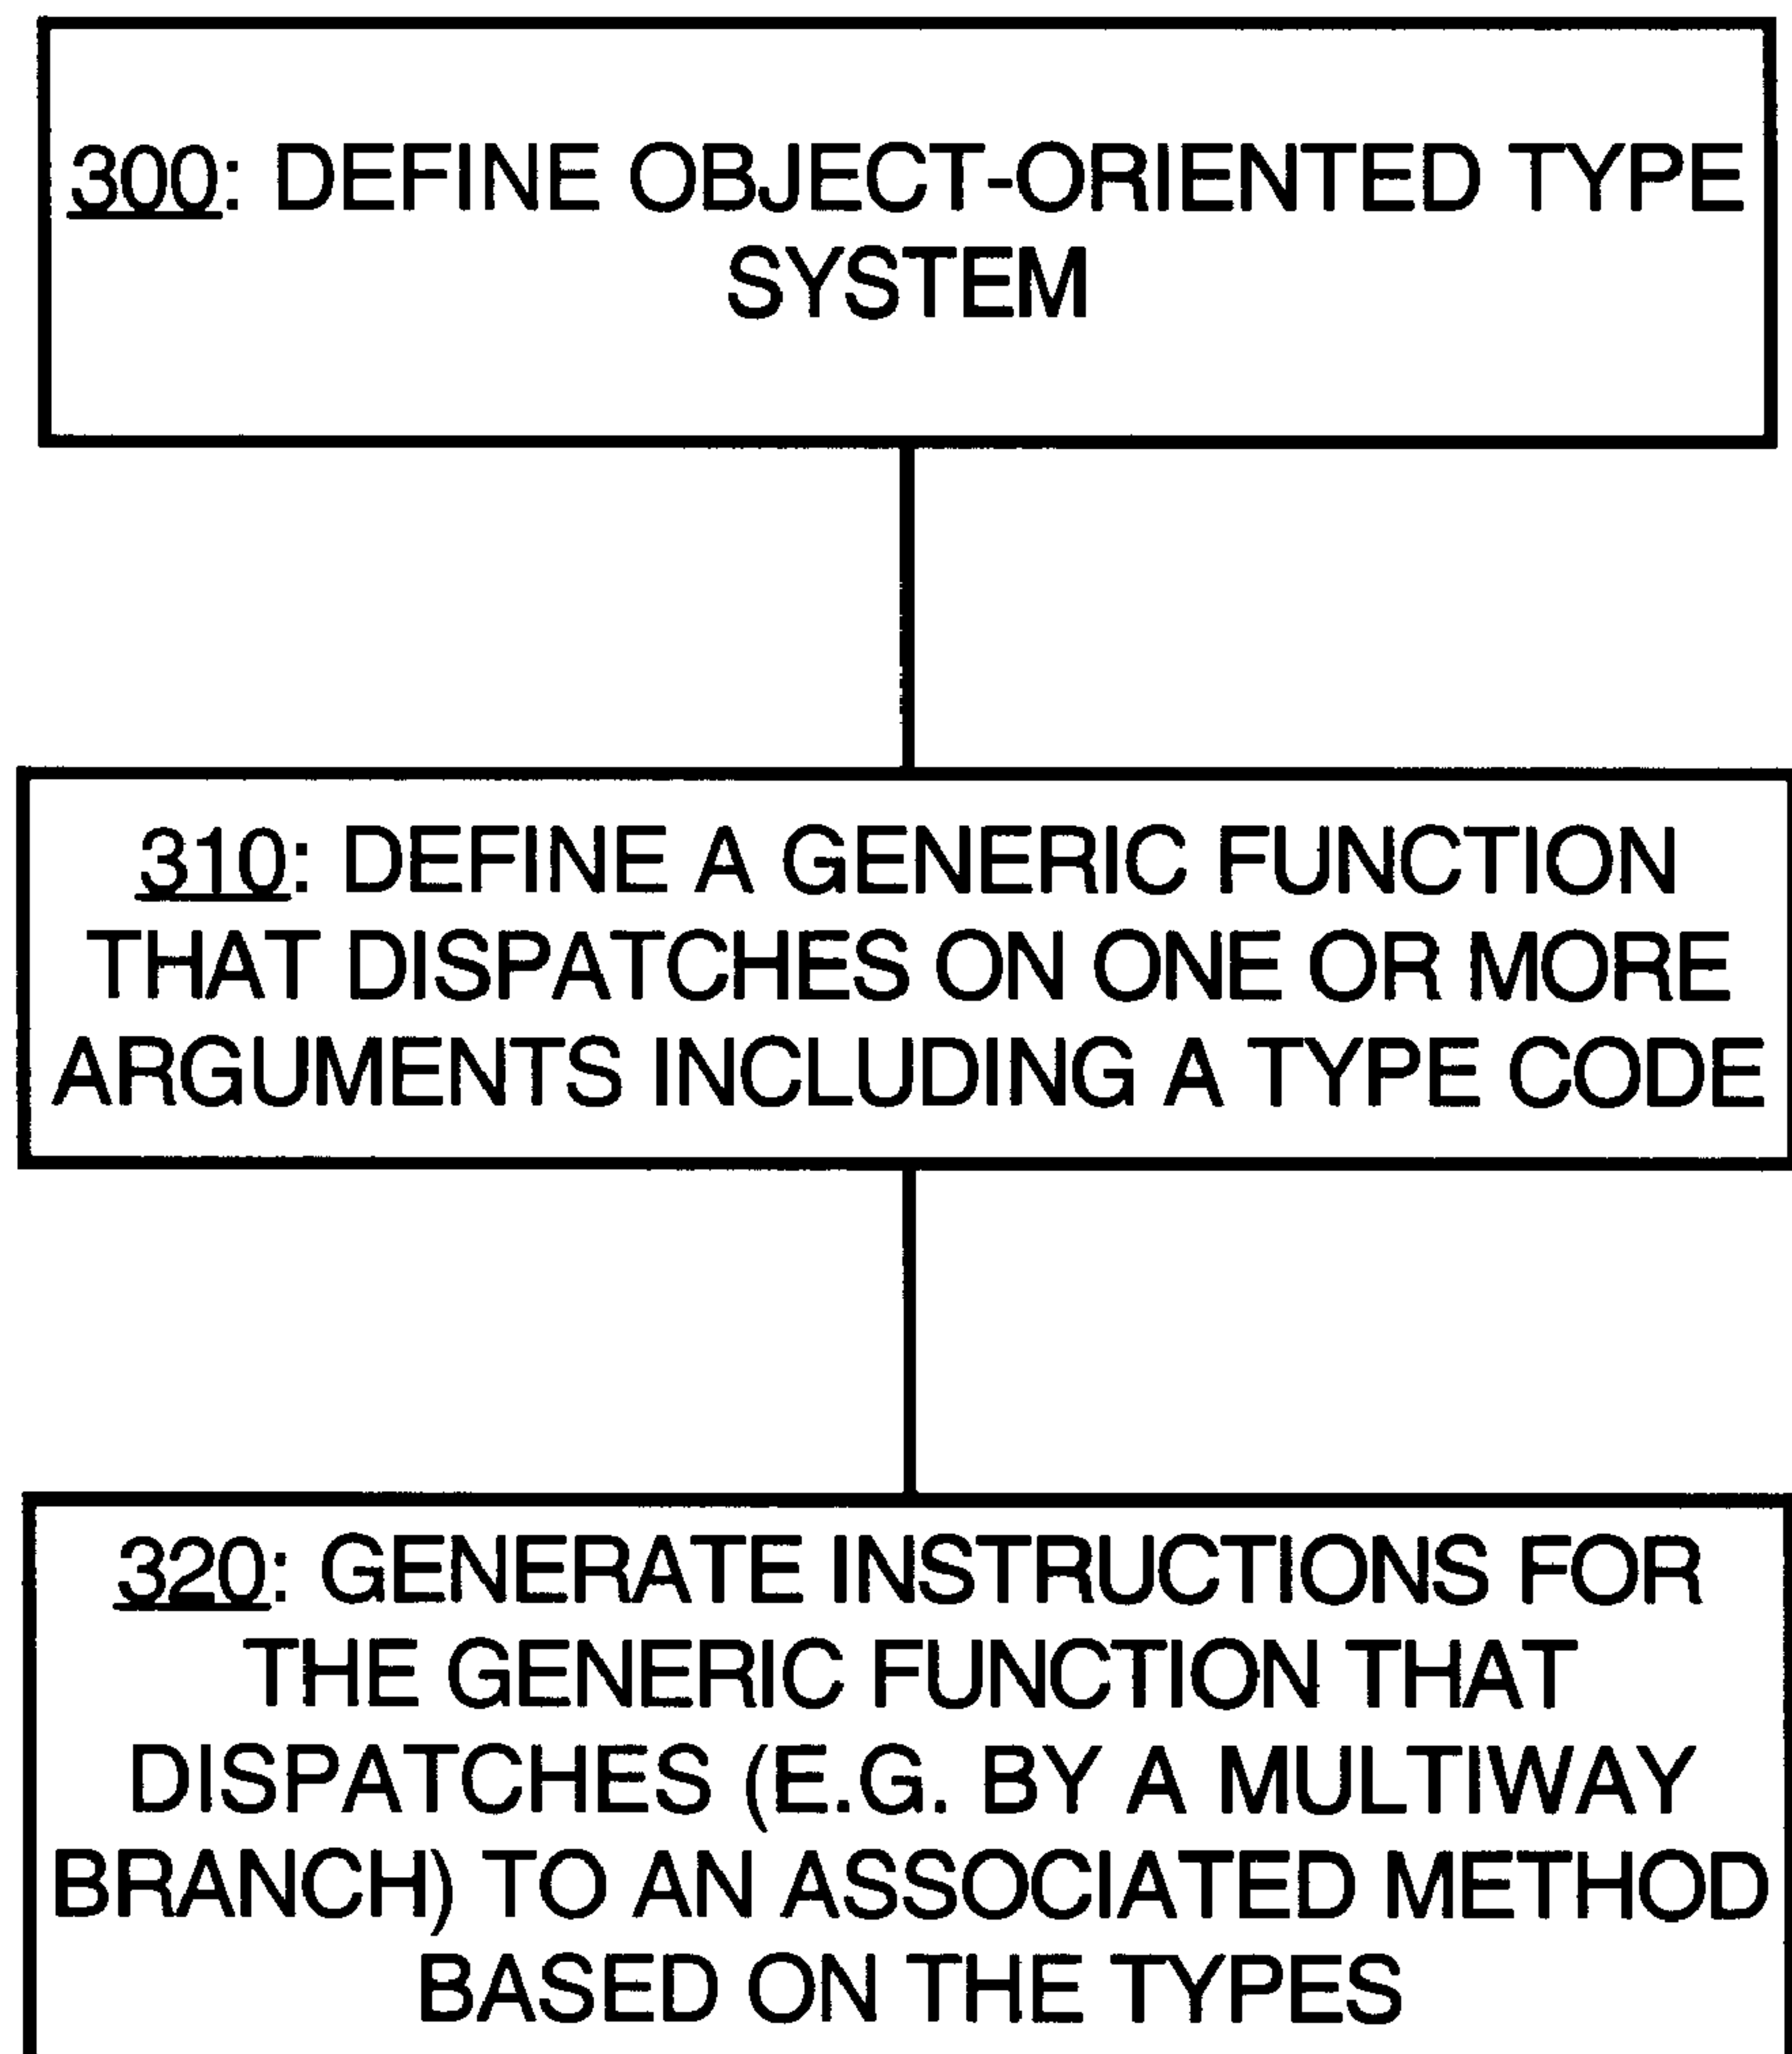 300: DEFINE OBJECT-ORIENTED TYPE
SYSTEM
310: DEFINE A GENERIC FUNCTION
THAT DISPATCHES ON ONE OR MORE
ARGUMENTS INCLUDING A TYPE CODE
320: GENERATE INSTRUCTIONS FOR
THE GENERIC FUNCTION THAT
DISPATCHES (E.G. BY A MULTIWAY
BRANCH) TO AN ASSOCIATED METHOD
BASED ON THE TYPES